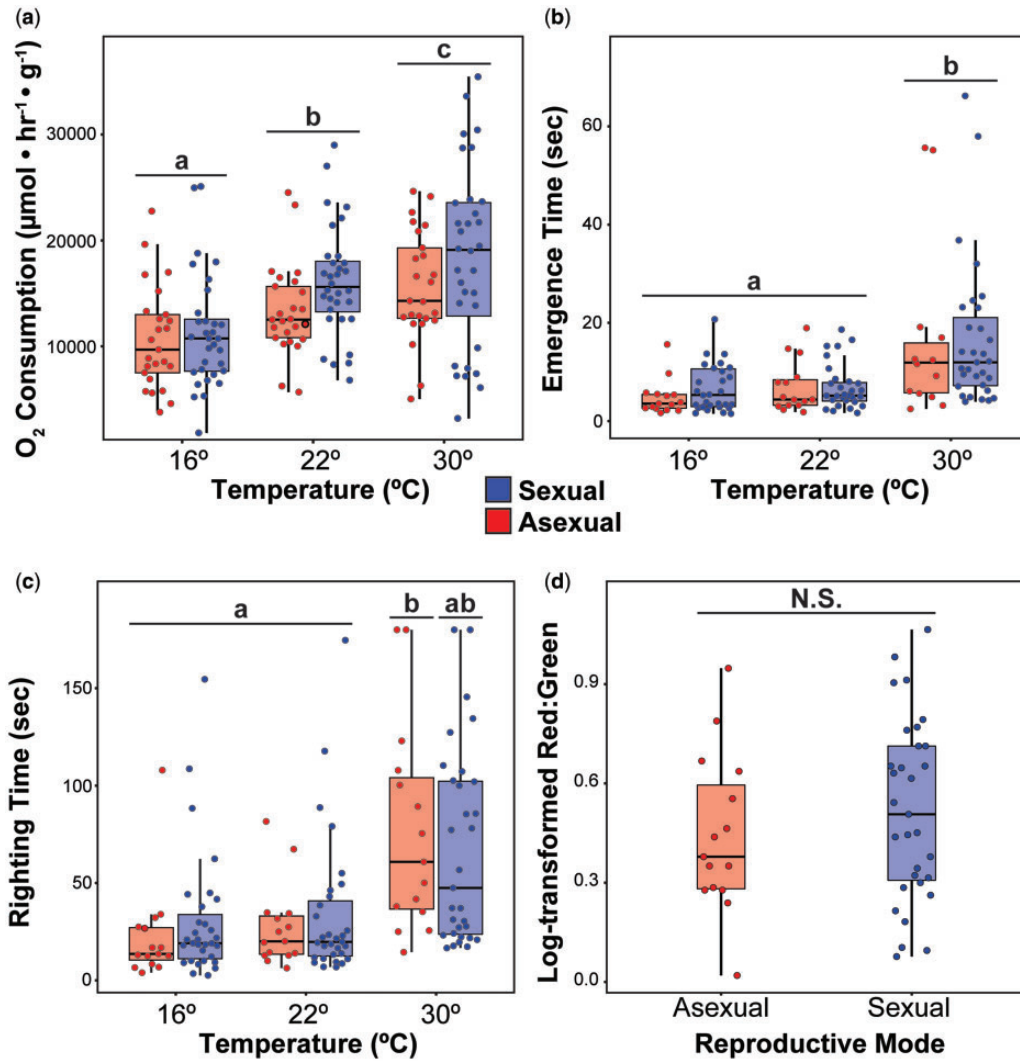 (a)
O₂ Consumption (µmol • hr⁻¹ • g⁻¹)
30000
20000
10000
a
b
c
16º
22º
30º
Temperature (ºC)
(b)
Emergence Time (sec)
60
40
20
0
a
b
16º
22º
30º
Temperature (ºC)
Sexual
Asexual
(c)
Righting Time (sec)
150
100
50
0
a
b
ab
16º
22º
30º
Temperature (ºC)
(d)
Log-transformed Red:Green
0.9
0.6
0.3
0.0
N.S.
Asexual
Sexual
Reproductive Mode